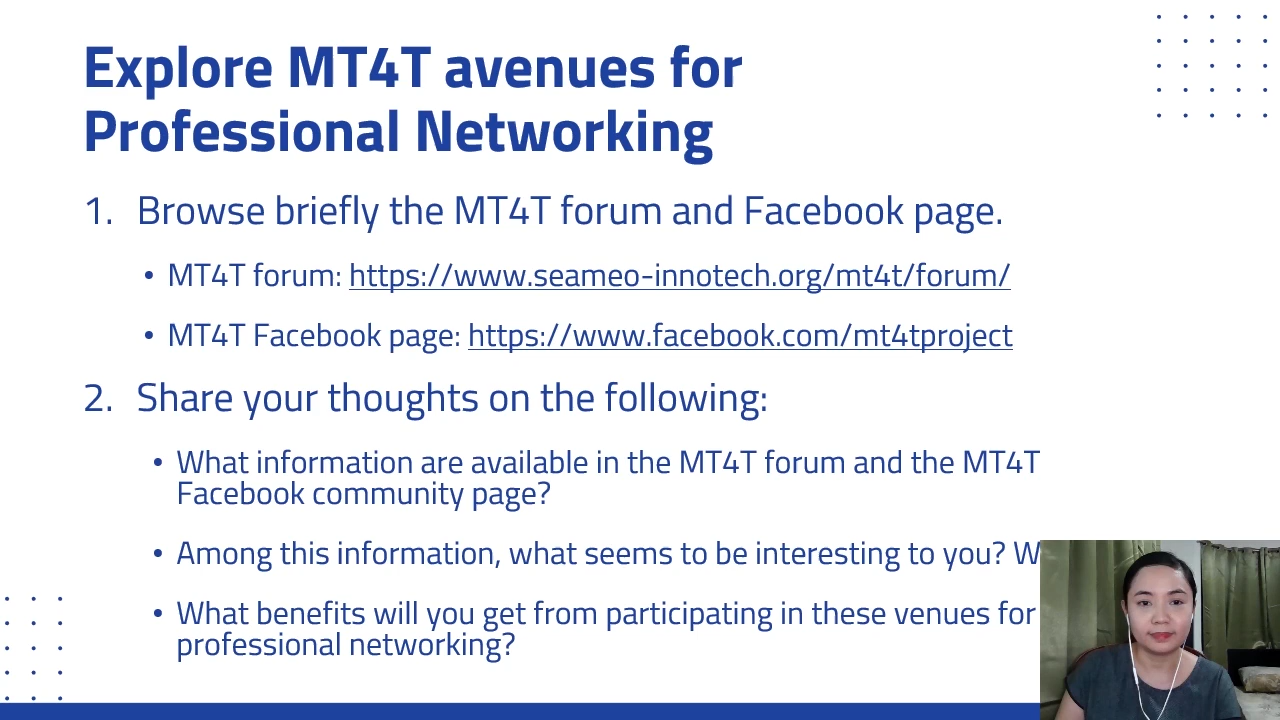 Explore MT4T avenues for
Professional Networking
1. Browse briefly the MT4T forum and Facebook page.
• MT4T forum: https://www.seameo-innotech.org/mt4t/forum/
• MT4T Facebook page: https://www.facebook.com/mt4tproject
2. Share your thoughts on the following:
• What information are available in the MT4T forum and the MT4T
Facebook community page?
• Among this information, what seems to be interesting to you?
• What benefits will you get from participating in these venues for
professional networking?